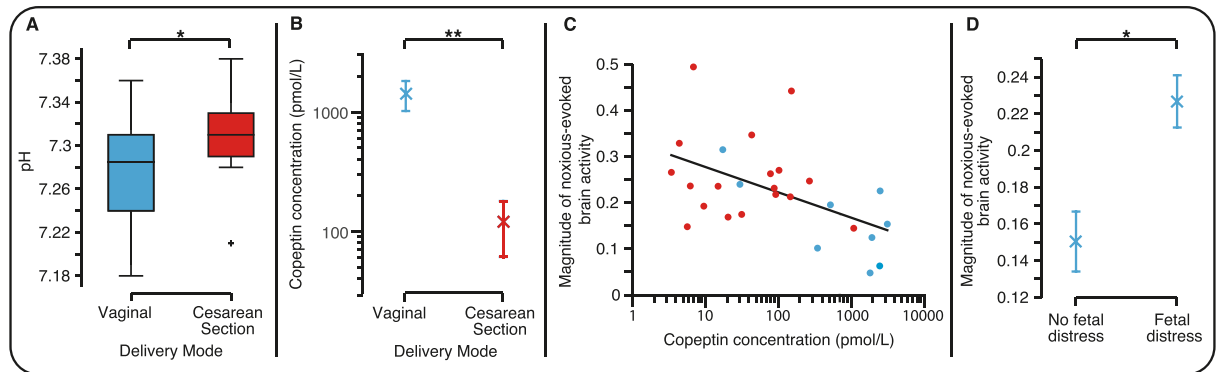 A
*
7.38
7.34
7.3
7.26
7.22
7.18
pH
Vaginal
Cesarean
Section
Delivery Mode
B
**
Copeptin concentration (pmol/L)
1000
100
Vaginal
Cesarean
Section
Delivery Mode
C
Magnitude of noxious-evoked
brain activity
0.5
0.4
0.3
0.2
0.1
0
1
10
100
1000
10000
Copeptin concentration (pmol/L)
D
*
Magnitude of noxious-evoked
brain activity
0.24
0.22
0.2
0.18
0.16
0.14
0.12
No fetal
distress
Fetal
distress